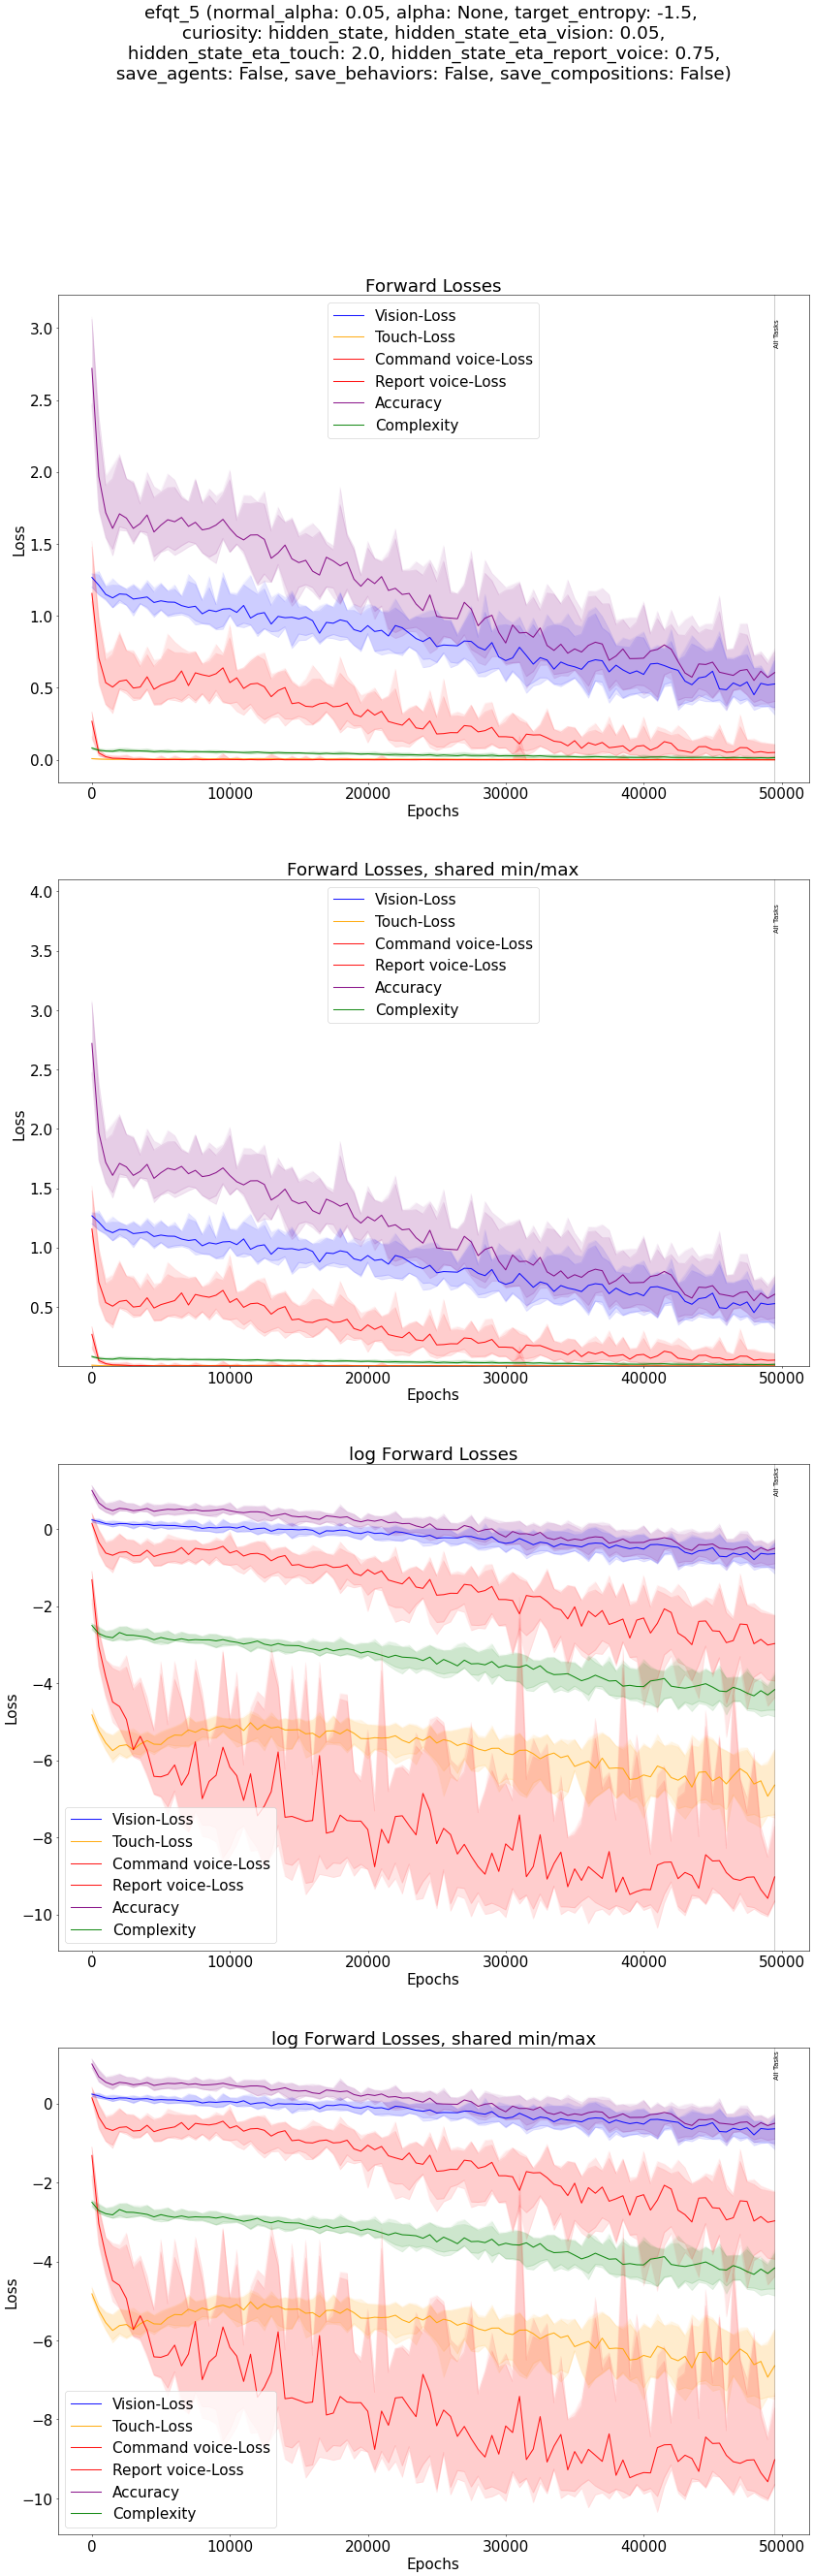 efqt_5 (normal_alpha: 0.05, alpha: None, target_entropy: -1.5,
curiosity: hidden_state, hidden_state_eta_vision: 0.05,
hidden_state_eta_touch: 2.0, hidden_state_eta_report_voice: 0.75,
save_agents: False, save_behaviors: False, save_compositions: False)
Forward Losses
Vision-Loss
Touch-Loss
Command voice-Loss
Report voice-Loss
Accuracy
Complexity
All Tasks
3.0
2.5
2.0
1.5
1.0
0.5
0.0
Loss
0 10000 20000 30000 40000 50000
Epochs
Forward Losses, shared min/max
Vision-Loss
Touch-Loss
Command voice-Loss
Report voice-Loss
Accuracy
Complexity
All Tasks
4.0
3.5
3.0
2.5
2.0
1.5
1.0
0.5
Loss
0 10000 20000 30000 40000 50000
Epochs
log Forward Losses
All Tasks
0
−2
−4
−6
−8
−10
Loss
Vision-Loss
Touch-Loss
Command voice-Loss
Report voice-Loss
Accuracy
Complexity
0 10000 20000 30000 40000 50000
Epochs
log Forward Losses, shared min/max
All Tasks
0
−2
−4
−6
−8
−10
Loss
Vision-Loss
Touch-Loss
Command voice-Loss
Report voice-Loss
Accuracy
Complexity
0 10000 20000 30000 40000 50000
Epochs